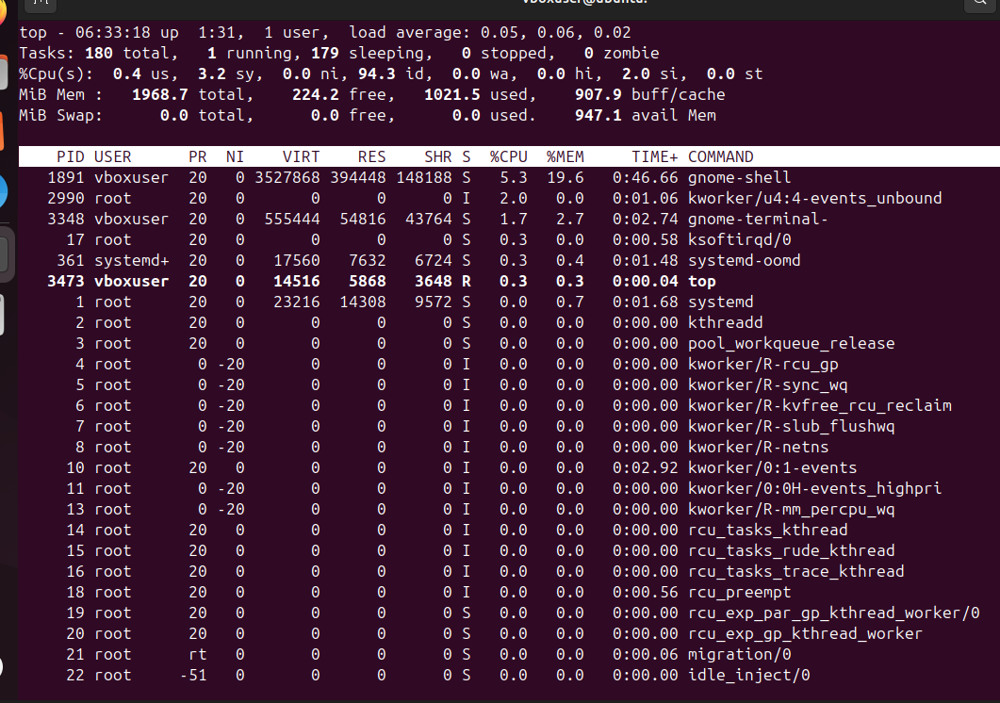 vboxuser@ubuntu:
top - 06:33:18 up  1:31,  1 user,  load average: 0.05, 0.06, 0.02
Tasks: 180 total,   1 running, 179 sleeping,   0 stopped,   0 zombie
%Cpu(s):  0.4 us,  3.2 sy,  0.0 ni, 94.3 id,  0.0 wa,  0.0 hi,  2.0 si,  0.0 st
MiB Mem :   1968.7 total,    224.2 free,   1021.5 used,    907.9 buff/cache
MiB Swap:      0.0 total,      0.0 free,      0.0 used.    947.1 avail Mem
PID USER      PR  NI    VIRT    RES    SHR S  %CPU  %MEM     TIME+ COMMAND
1891 vboxuser  20   0 3527868 394448 148188 S   5.3  19.6   0:46.66 gnome-shell
2990 root      20   0       0      0      0 I   2.0   0.0   0:01.06 kworker/u4:4-events_unbound
3348 vboxuser  20   0  555444  54816  43764 S   1.7   2.7   0:02.74 gnome-terminal-
17 root      20   0       0      0      0 S   0.3   0.0   0:00.58 ksoftirqd/0
361 systemd+  20   0   17560   7632   6724 S   0.3   0.4   0:01.48 systemd-oomd
3473 vboxuser  20   0   14516   5868   3648 R   0.3   0.3   0:00.04 top
1 root      20   0   23216  14308   9572 S   0.0   0.7   0:01.68 systemd
2 root      20   0       0      0      0 S   0.0   0.0   0:00.00 kthreadd
3 root      20   0       0      0      0 S   0.0   0.0   0:00.00 pool_workqueue_release
4 root       0 -20       0      0      0 I   0.0   0.0   0:00.00 kworker/R-rcu_gp
5 root       0 -20       0      0      0 I   0.0   0.0   0:00.00 kworker/R-sync_wq
6 root       0 -20       0      0      0 I   0.0   0.0   0:00.00 kworker/R-kvfree_rcu_reclaim
7 root       0 -20       0      0      0 I   0.0   0.0   0:00.00 kworker/R-slub_flushwq
8 root       0 -20       0      0      0 I   0.0   0.0   0:00.00 kworker/R-netns
10 root      20   0       0      0      0 I   0.0   0.0   0:02.92 kworker/0:1-events
11 root       0 -20       0      0      0 I   0.0   0.0   0:00.00 kworker/0:0H-events_highpri
13 root       0 -20       0      0      0 I   0.0   0.0   0:00.00 kworker/R-mm_percpu_wq
14 root      20   0       0      0      0 I   0.0   0.0   0:00.00 rcu_tasks_kthread
15 root      20   0       0      0      0 I   0.0   0.0   0:00.00 rcu_tasks_rude_kthread
16 root      20   0       0      0      0 I   0.0   0.0   0:00.00 rcu_tasks_trace_kthread
18 root      20   0       0      0      0 I   0.0   0.0   0:00.56 rcu_preempt
19 root      20   0       0      0      0 S   0.0   0.0   0:00.00 rcu_exp_par_gp_kthread_worker/0
20 root      20   0       0      0      0 S   0.0   0.0   0:00.00 rcu_exp_gp_kthread_worker
21 root      rt   0       0      0      0 S   0.0   0.0   0:00.06 migration/0
22 root     -51   0       0      0      0 S   0.0   0.0   0:00.00 idle_inject/0